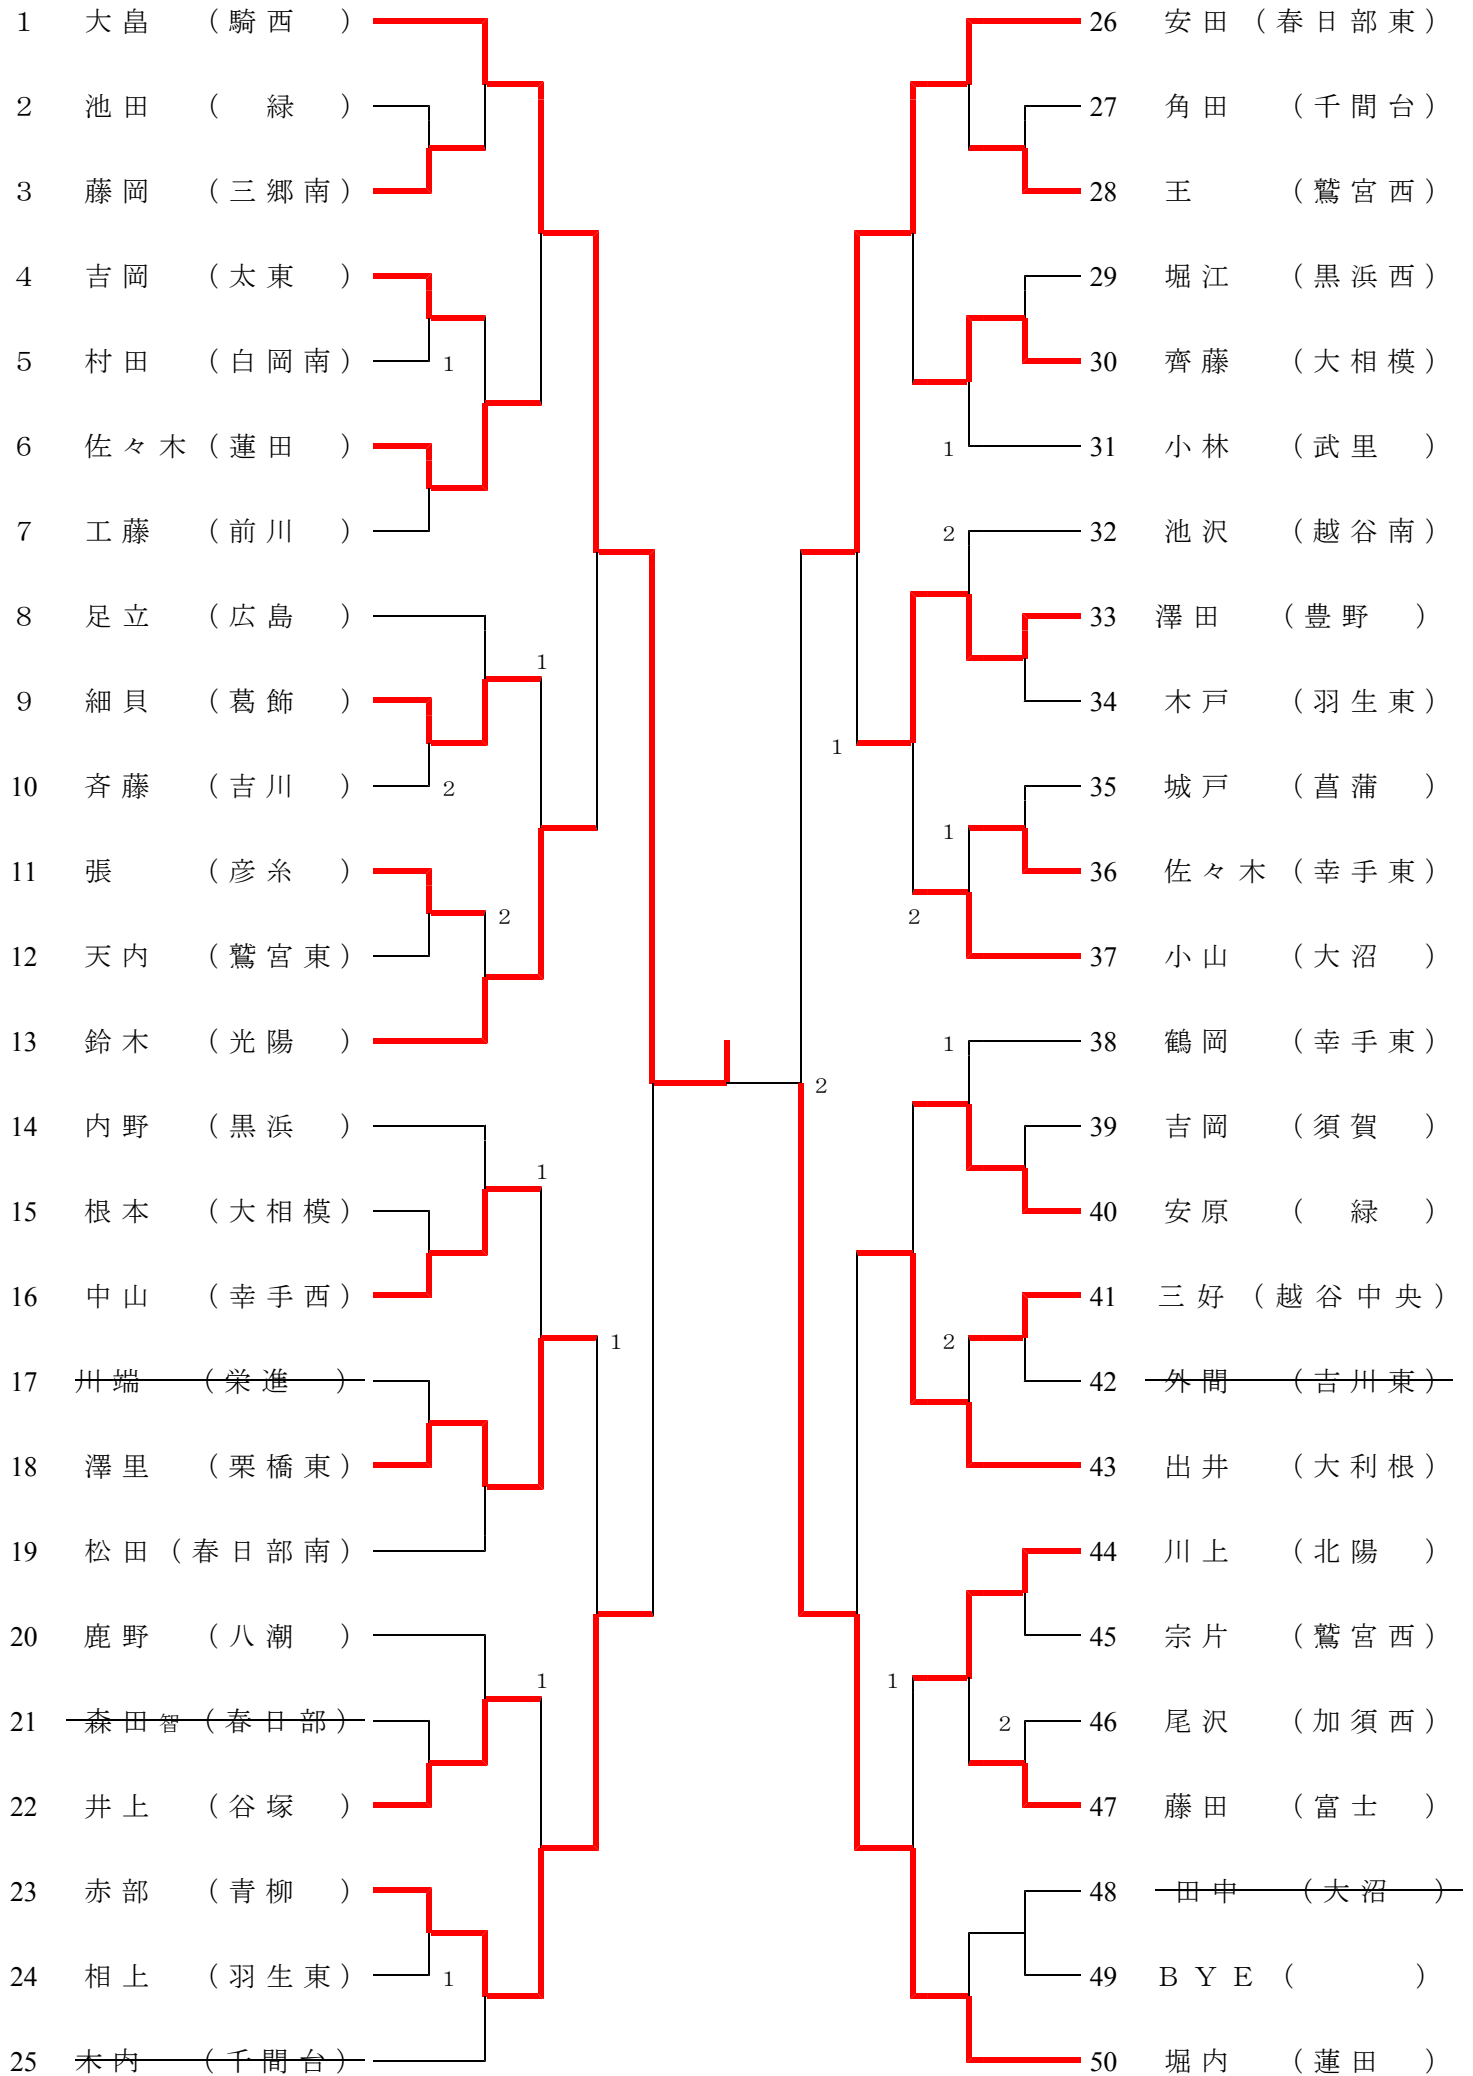 1 大畠 （騎西 ）
2 池田 （ 緑 ）
3 藤岡 （三郷南）
4 吉岡 （太東 ）
5 村田 （白岡南） 1
6 佐々木（蓮田 ）
7 工藤 （前川 ）
8 足立 （広島 ）
1
9 細貝 （葛飾 ）
10 斉藤 （吉川 ） 2
11 張 （彦糸 ）
2
12 天内 （鷲宮東）
13 鈴木 （光陽 ）
14 内野 （黒浜 ）
1
15 根本 （大相模）
16 中山 （幸手西）
1
17 川端 （栄進 ）
18 澤里 （栗橋東）
19 松田（春日部南）
20 鹿野 （八潮 ）
1
21 森田智（春日部）
22 井上 （谷塚 ）
23 赤部 （青柳 ）
24 相上 （羽生東） 1
25 木内 （千間台）
2
26 安田（春日部東）
27 角田 （千間台）
28 王 （鷲宮西）
29 堀江 （黒浜西）
30 齊藤 （大相模）
1 31 小林 （武里 ）
2 32 池沢 （越谷南）
33 澤田 （豊野 ）
34 木戸 （羽生東）
1
35 城戸 （菖蒲 ）
1
36 佐々木（幸手東）
2
37 小山 （大沼 ）
1 38 鶴岡 （幸手東）
39 吉岡 （須賀 ）
40 安原 （ 緑 ）
41 三好（越谷中央）
2
42 外間 （吉川東）
43 出井 （大利根）
44 川上 （北陽 ）
45 宗片 （鷲宮西）
1
2 46 尾沢 （加須西）
47 藤田 （富士 ）
48 田中 （大沼 ）
49 ＢＹＥ（ ）
50 堀内 （蓮田 ）